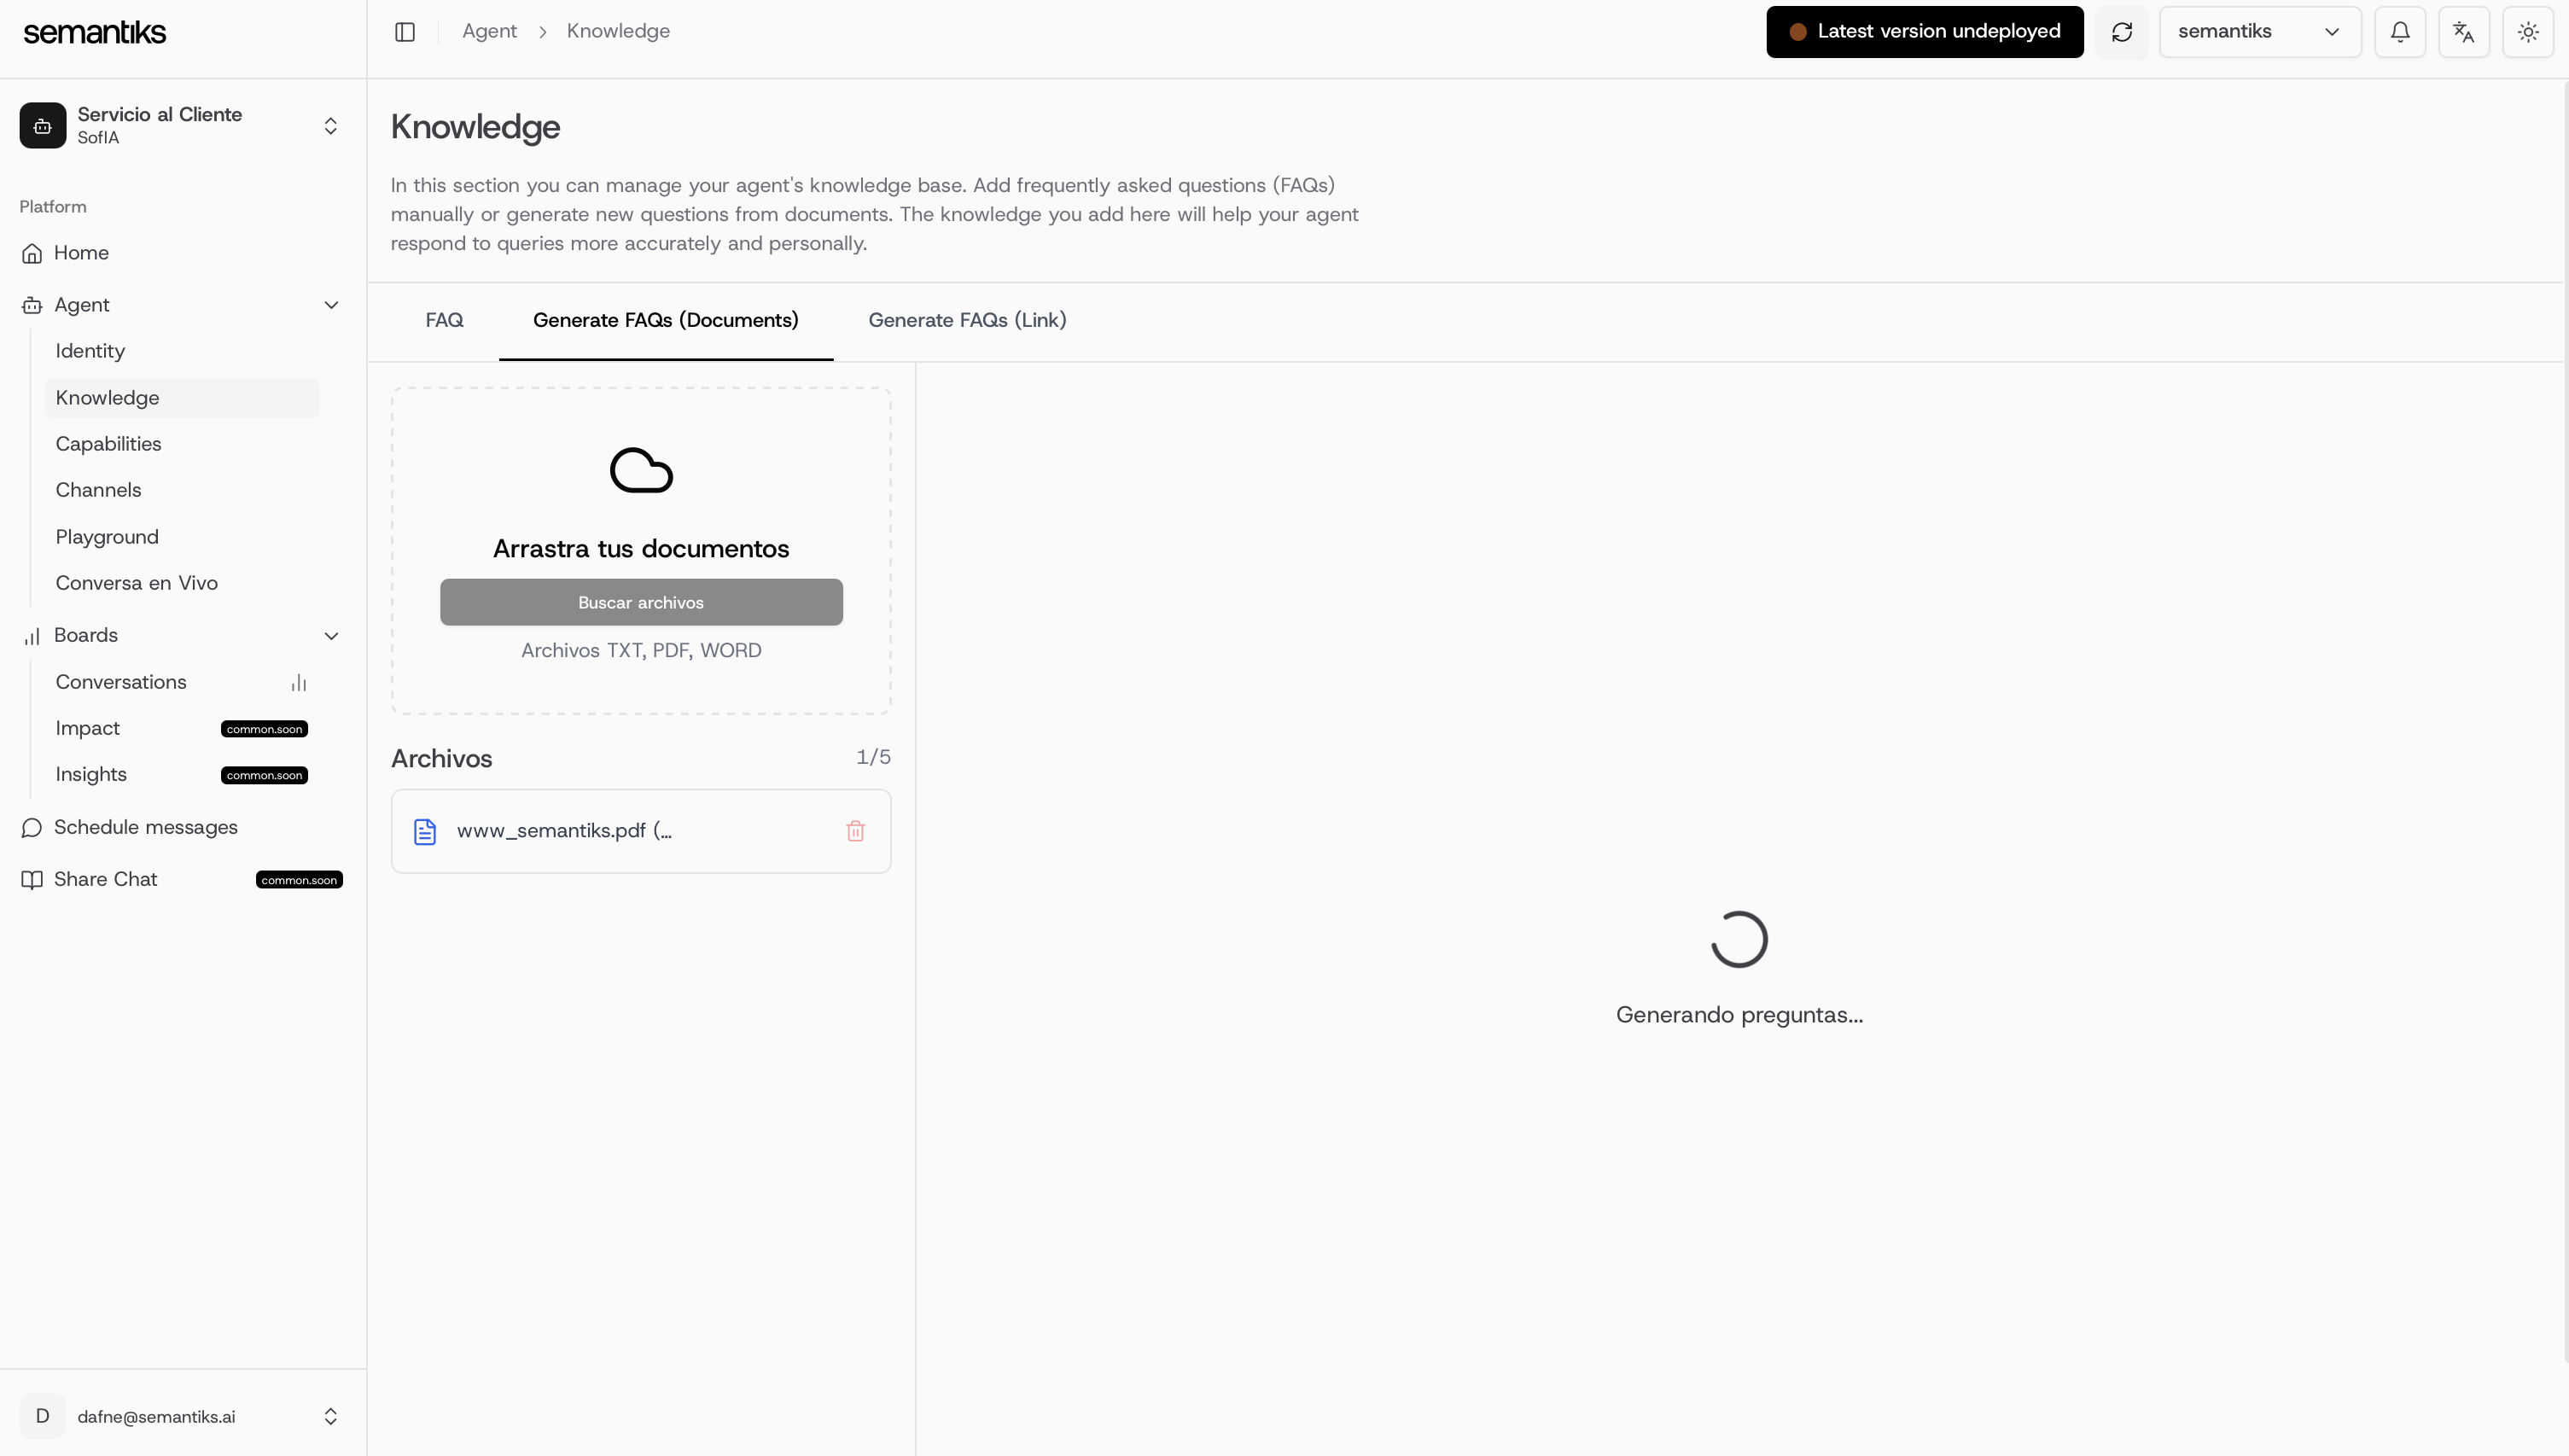 semantiks
Agent
Knowledge
Latest version undeployed
semantiks
Servicio al Cliente
SofIA
Platform
Home
Agent
Identity
Knowledge
Capabilities
Channels
Playground
Conversa en Vivo
Boards
Conversations
Impact common.soon
Insights common.soon
Schedule messages
Share Chat common.soon
D dafne@semantiks.ai
Knowledge
In this section you can manage your agent's knowledge base. Add frequently asked questions (FAQs)
manually or generate new questions from documents. The knowledge you add here will help your agent
respond to queries more accurately and personally.
FAQ
Generate FAQs (Documents)
Generate FAQs (Link)
Arrastra tus documentos
Buscar archivos
Archivos TXT, PDF, WORD
Archivos 1/5
www_semantiks.pdf (...
Generando preguntas...